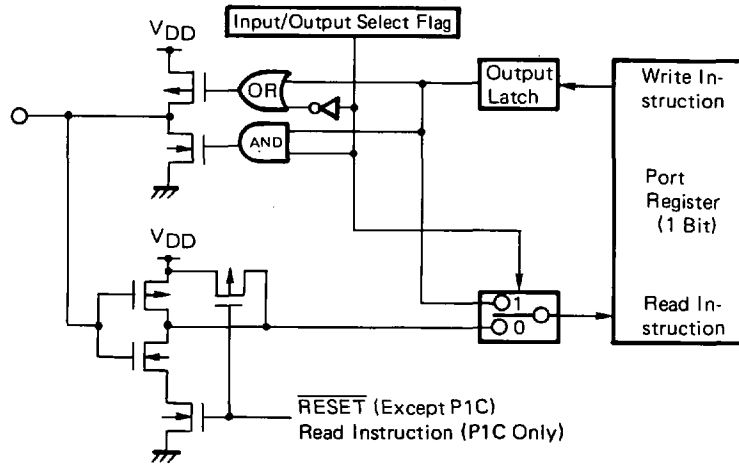 Input/Output Select Flag
VDD
OR
Output
Latch
Write In-
struction
AND
Port
Register
(1 Bit)
VDD
1
0
Read In-
struction
RESET (Except P1C)
Read Instruction (P1C Only)